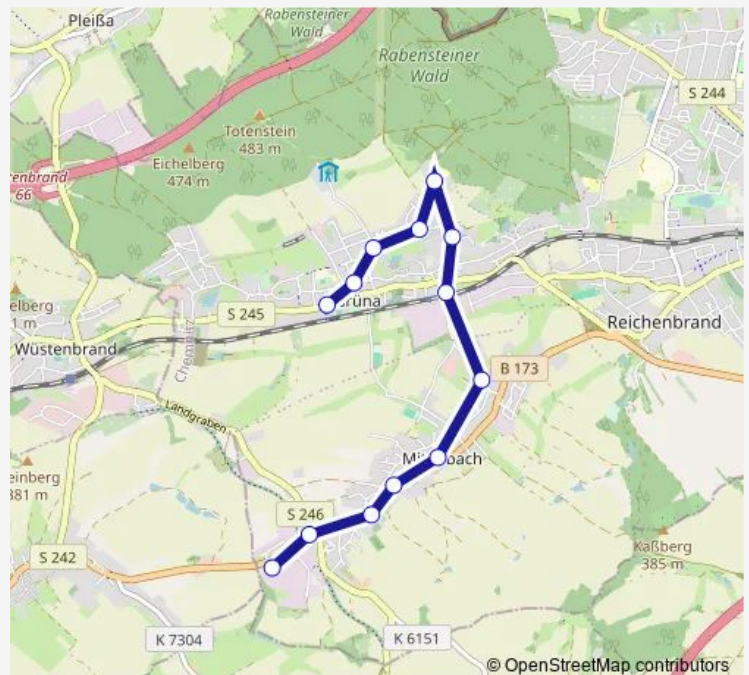 Pleißa
Rabensteiner
Wald
Rabensteiner
Wald
S 244
Totenstein
483 m
Eichelberg
474 m
66
S 245
Reichenbrand
Wüstenbrand
Chemnitz
B 173
Landgraben
381 m
S 246
S 242
Kaßberg
385 m
K 7304
K 6151
© OpenStreetMap contributors